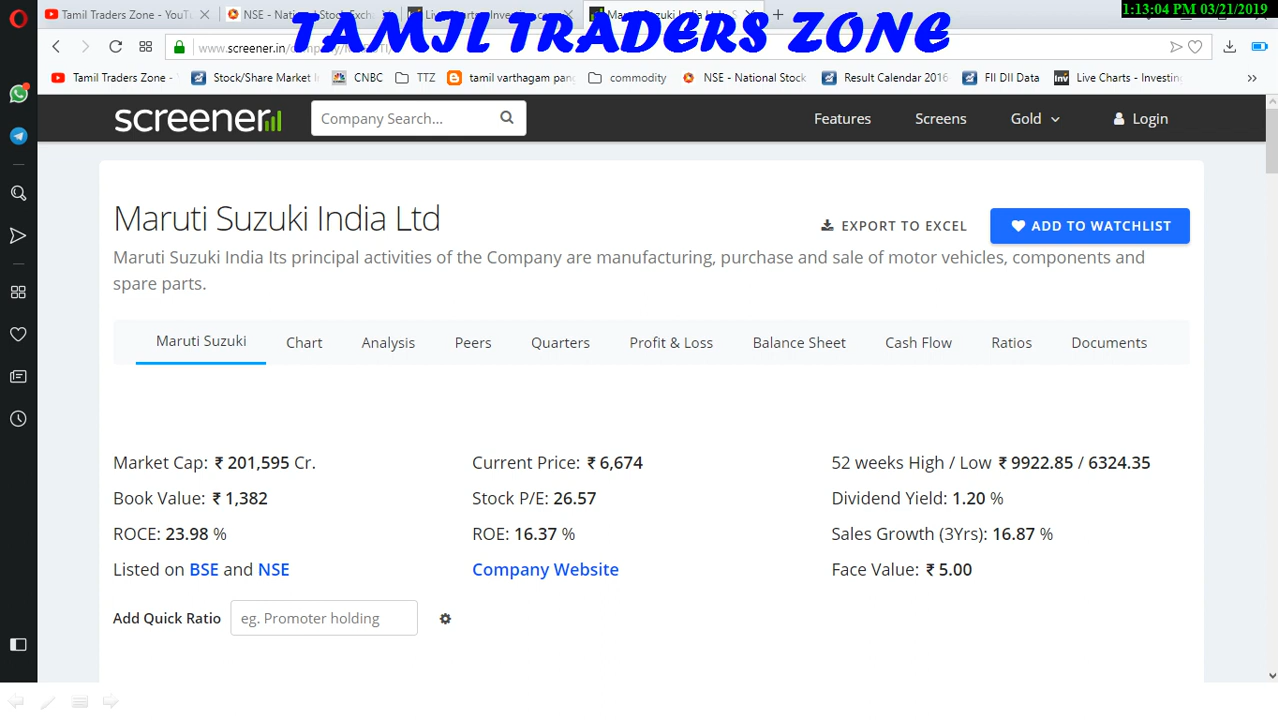 1:13:04 PM 03/21/2019
Tamil Traders Zone - YouT
NSE - National Stock Exch
TAMIL TRADERS ZONE
www.screener.in/
Tamil Traders Zone -
Stock/Share Market
CNBC
TTZ
tamil varthagam pan
commodity
NSE - National Stock
Result Calendar 2016
FII DII Data
Live Charts - Investin
screener
Company Search...
Features
Screens
Gold
Login
Maruti Suzuki India Ltd
EXPORT TO EXCEL
ADD TO WATCHLIST
Maruti Suzuki India Its principal activities of the Company are manufacturing, purchase and sale of motor vehicles, components and
spare parts.
Maruti Suzuki
Chart
Analysis
Peers
Quarters
Profit & Loss
Balance Sheet
Cash Flow
Ratios
Documents
Market Cap: ₹ 201,595 Cr.
Current Price: ₹ 6,674
52 weeks High / Low ₹ 9922.85 / 6324.35
Book Value: ₹ 1,382
Stock P/E: 26.57
Dividend Yield: 1.20 %
ROCE: 23.98 %
ROE: 16.37 %
Sales Growth (3Yrs): 16.87 %
Listed on BSE and NSE
Company Website
Face Value: ₹ 5.00
Add Quick Ratio
eg. Promoter holding